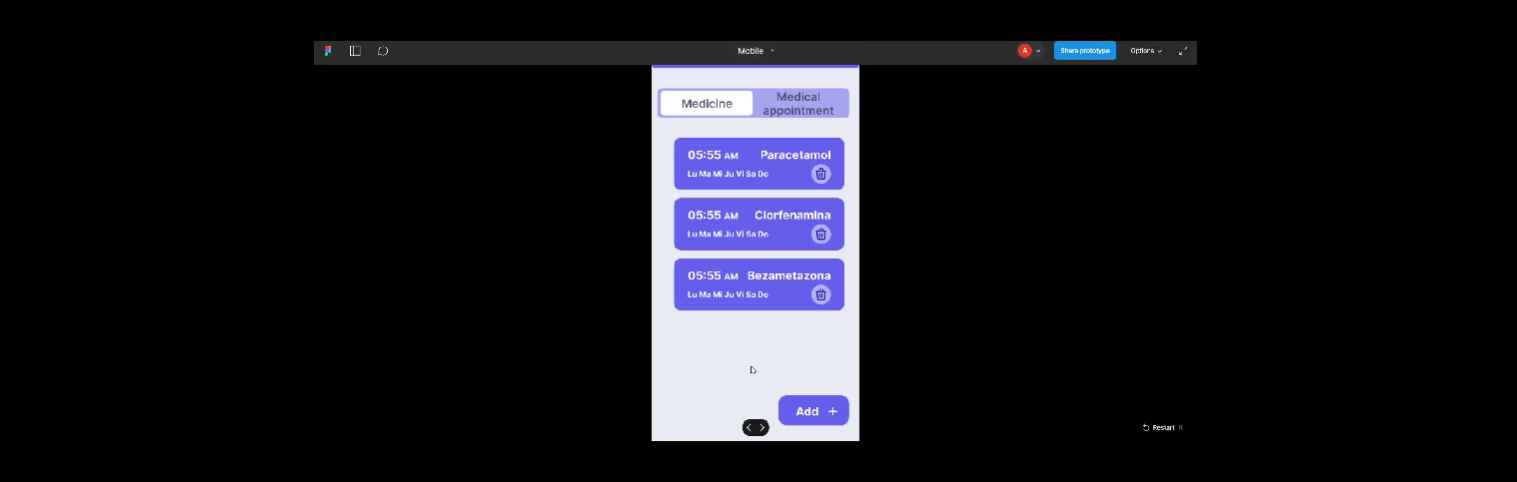 Mobile
A
Share prototype
Options
Medicine
Medical
appointment
05:55 AM Paracetamol
Lu Ma Mi Ju Vi Sa Do
05:55 AM Clorfenamina
Lu Ma Mi Ju Vi Sa Do
05:55 AM Bezametazona
Lu Ma Mi Ju Vi Sa Do
Add +
Restart R